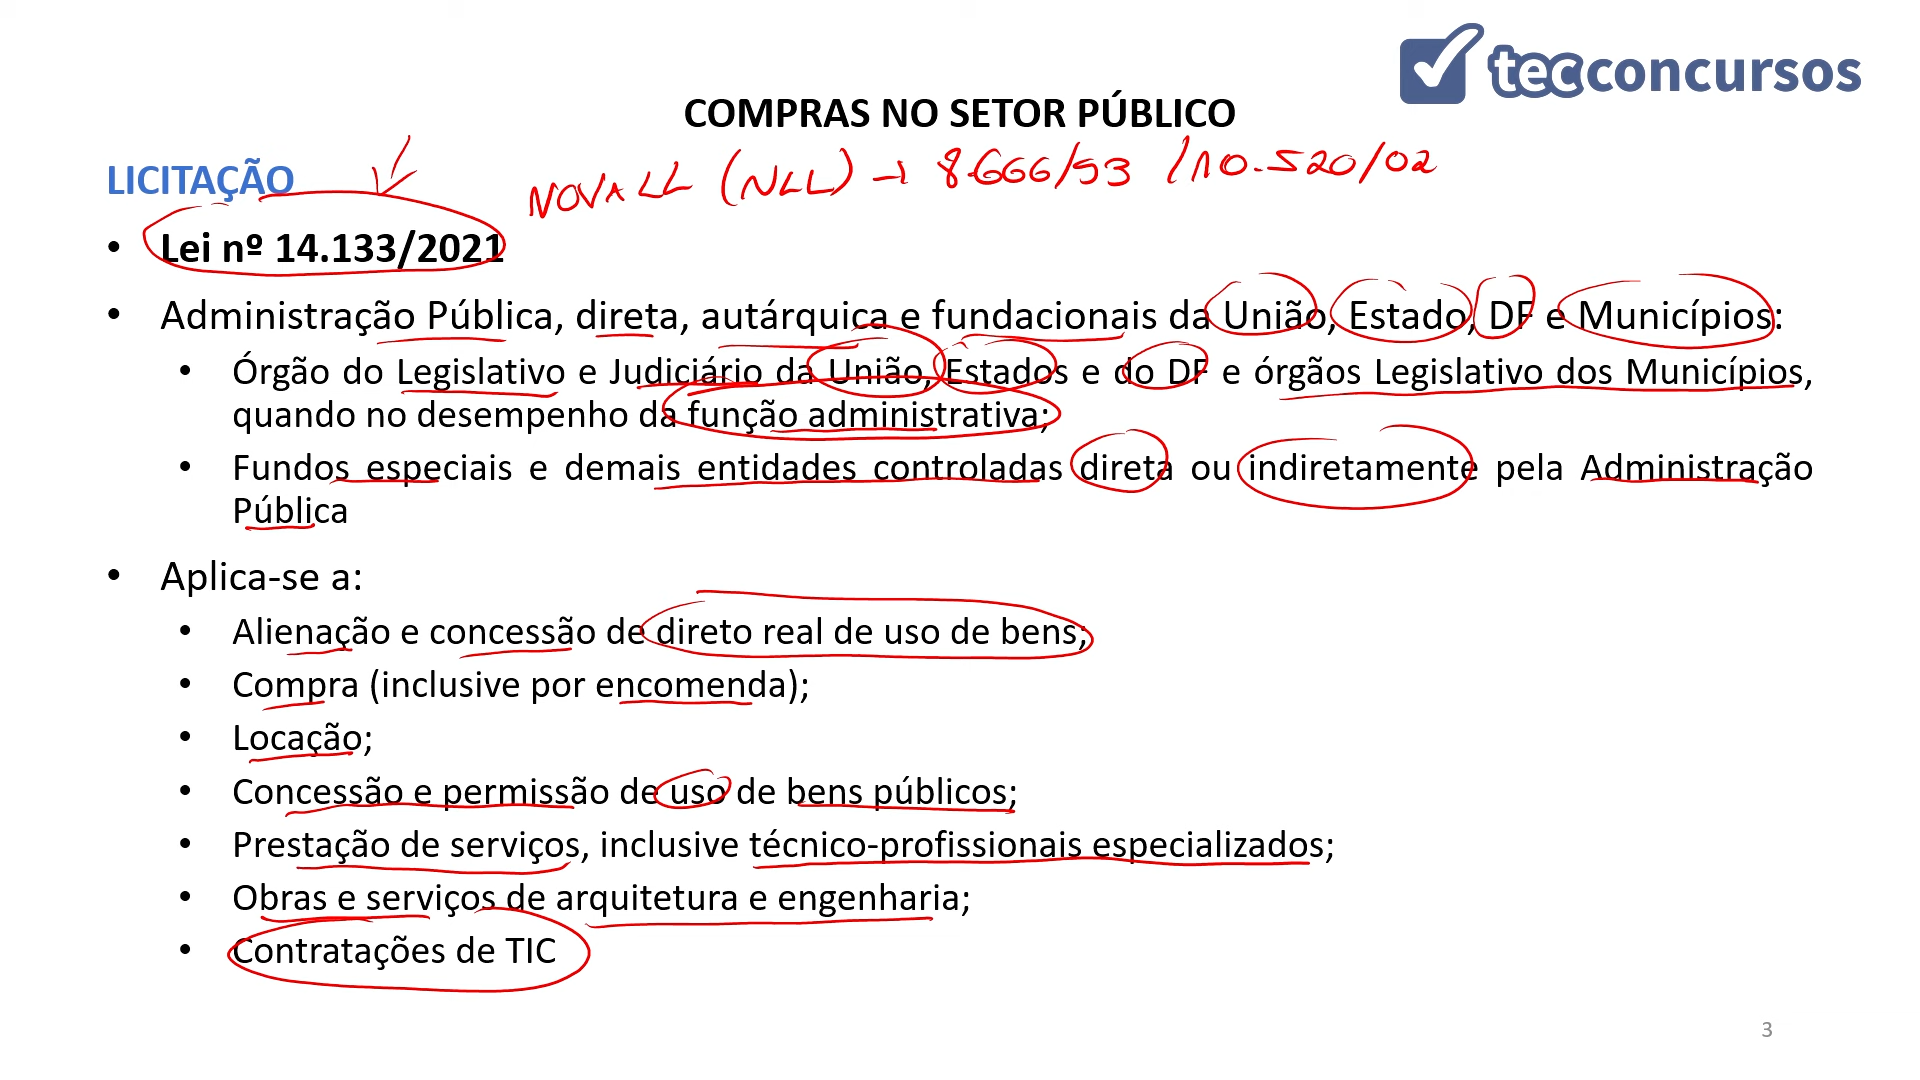 tecconcursos
COMPRAS NO SETOR PÚBLICO
NOVA LL (NLL) → 8.666/93 / 10.520/02
LICITAÇÃO
• Lei nº 14.133/2021
• Administração Pública, direta, autárquica e fundacionais da União, Estado, DF e Municípios:
• Órgão do Legislativo e Judiciário da União, Estados e do DF e órgãos Legislativo dos Municípios,
quando no desempenho da função administrativa;
• Fundos especiais e demais entidades controladas direta ou indiretamente pela Administração
Pública
• Aplica-se a:
• Alienação e concessão de direto real de uso de bens;
• Compra (inclusive por encomenda);
• Locação;
• Concessão e permissão de uso de bens públicos;
• Prestação de serviços, inclusive técnico-profissionais especializados;
• Obras e serviços de arquitetura e engenharia;
• Contratações de TIC
3